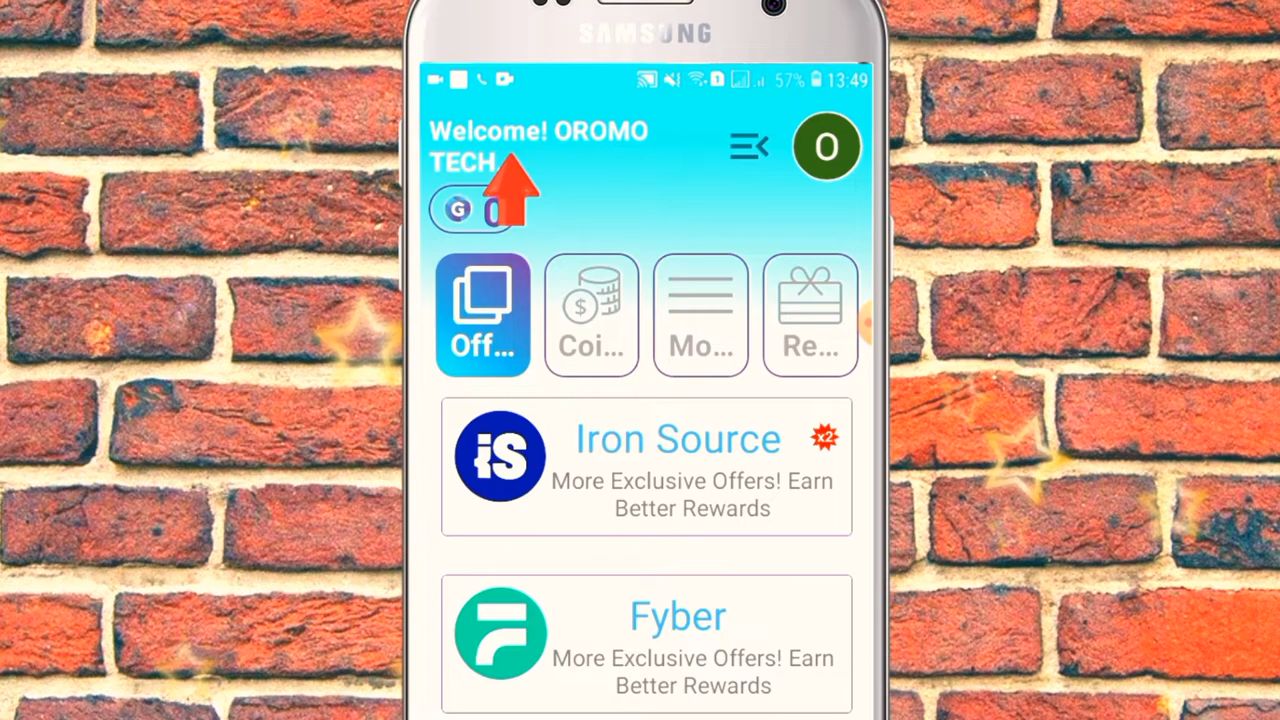 SAMSUNG
57% 13:49
Welcome! OROMO
TECH
O
G 0
Off...
Coi...
Mo...
Re...
iS
Iron Source
x2
More Exclusive Offers! Earn
Better Rewards
Fyber
More Exclusive Offers! Earn
Better Rewards